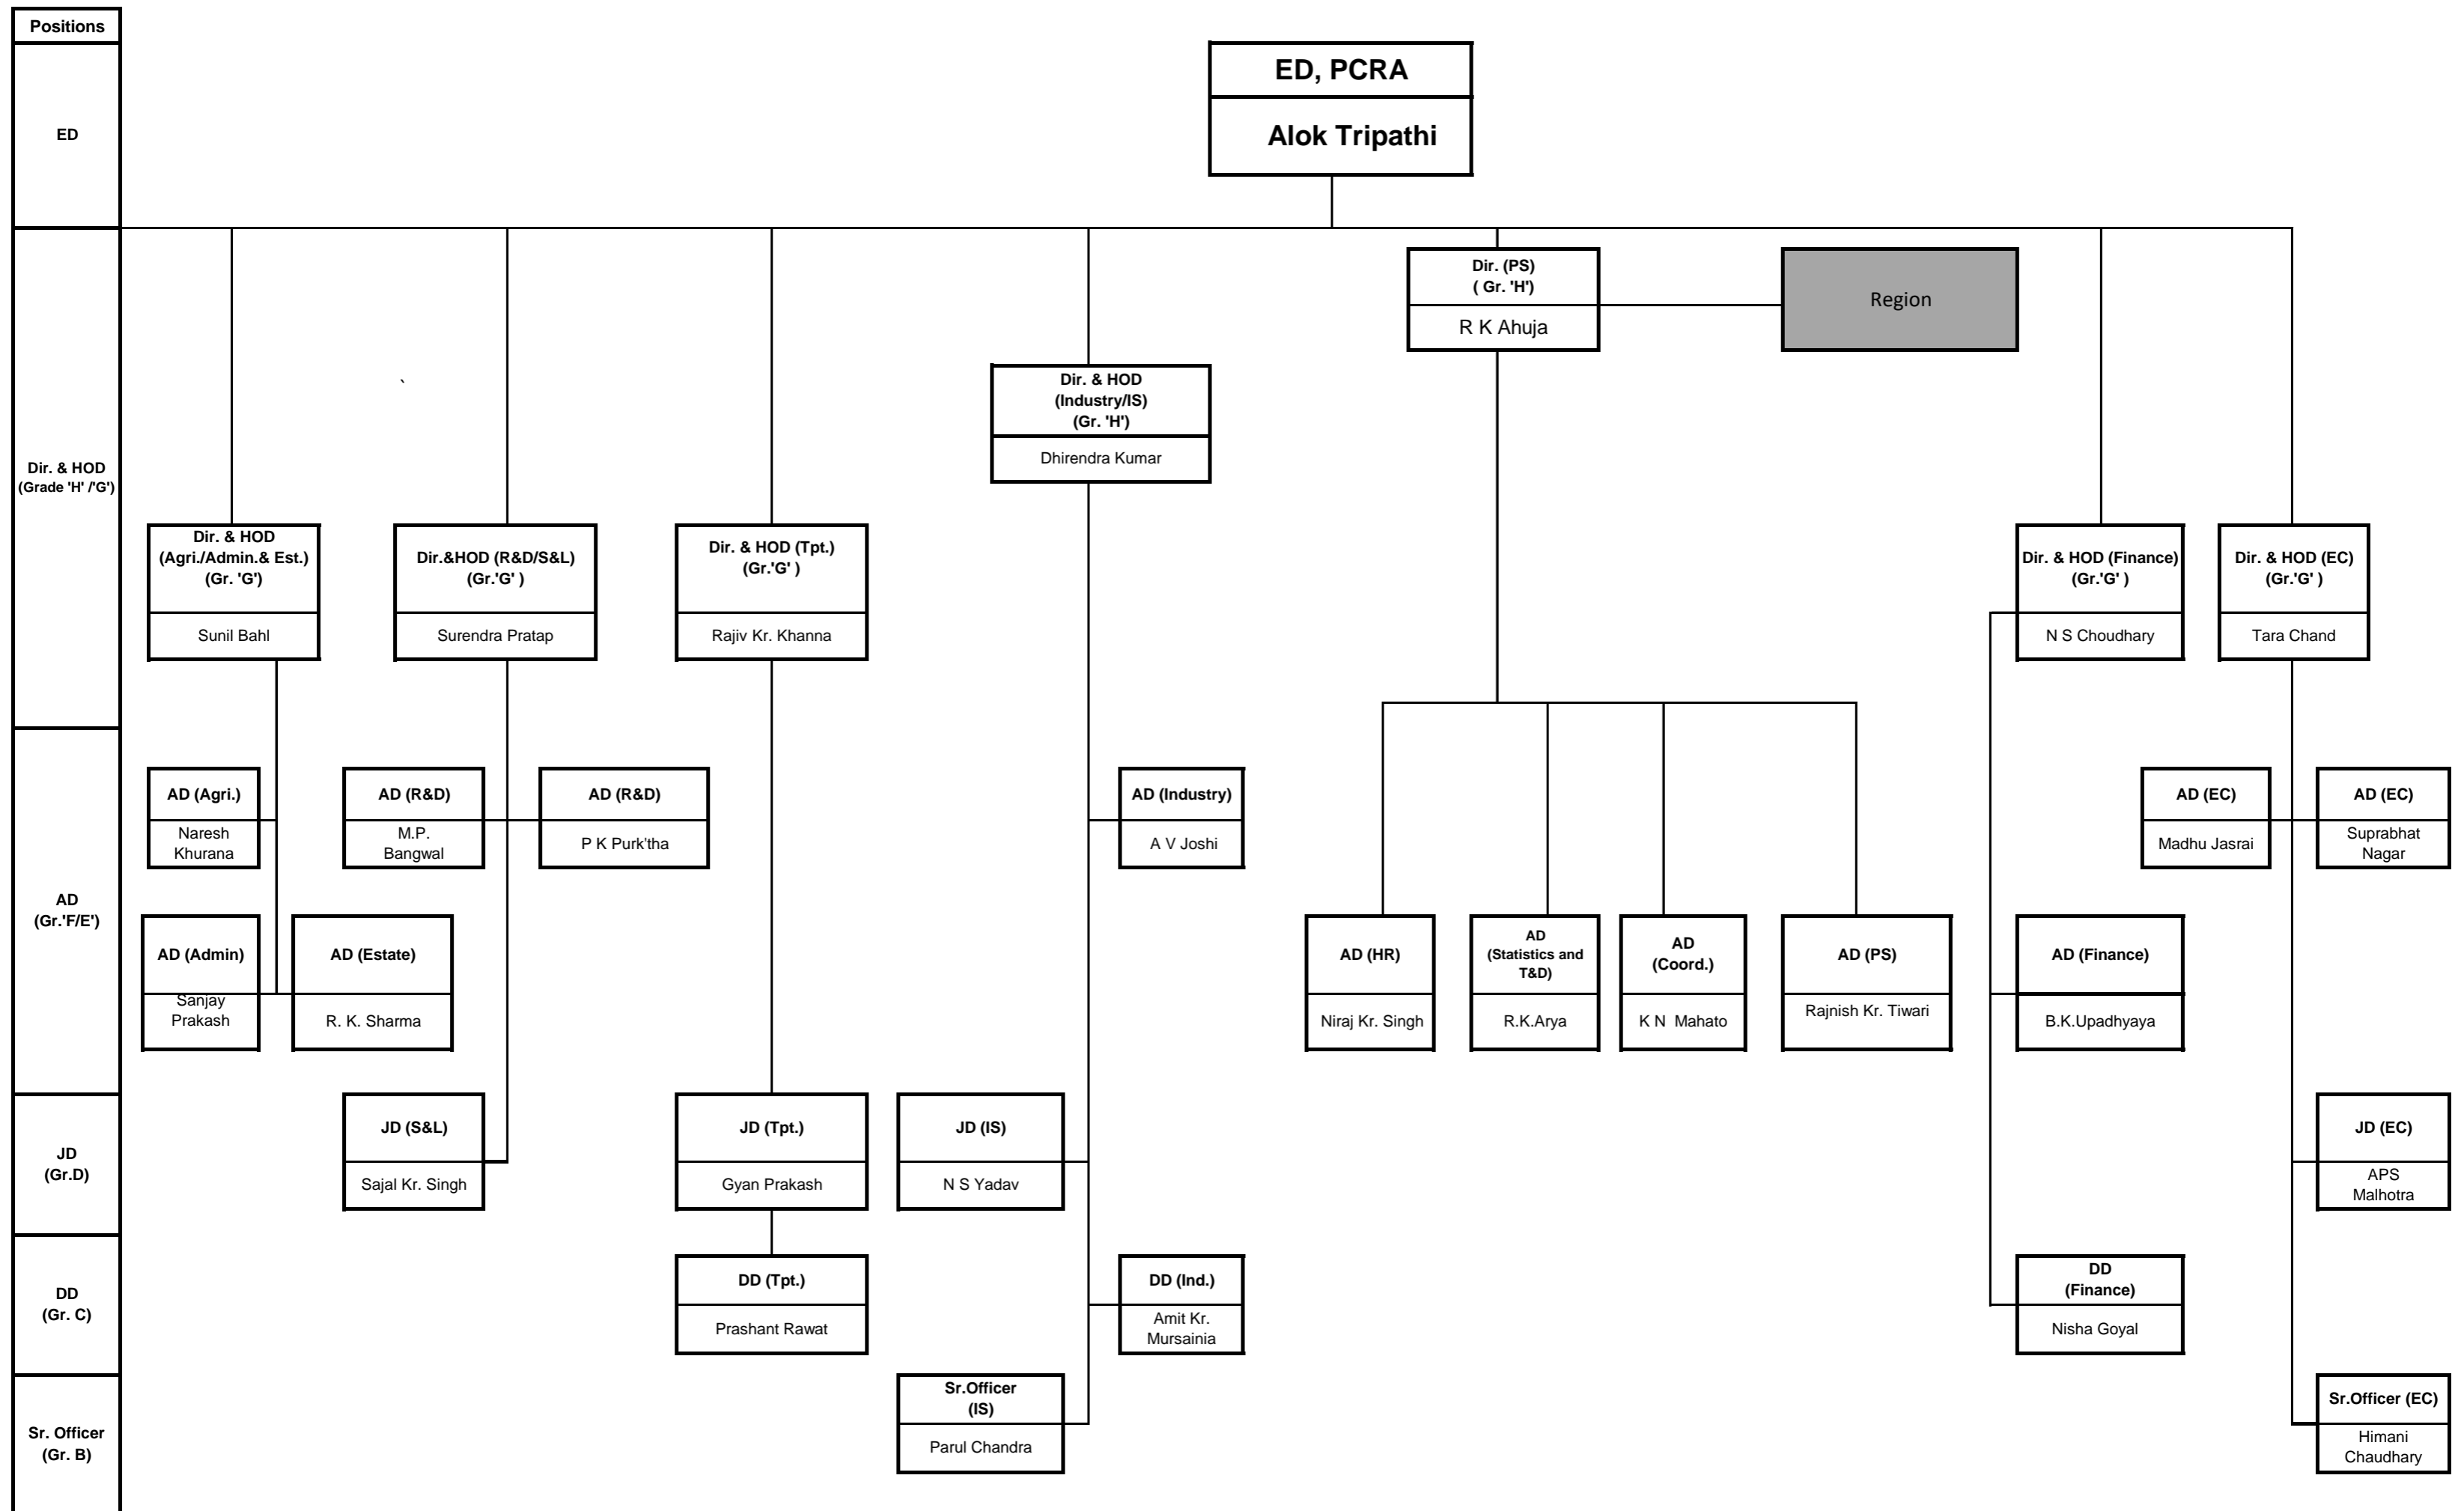 Positions
ED, PCRA
Alok Tripathi
ED
Dir. (PS)
( Gr. 'H')
R K Ahuja
Region
`
Dir. & HOD
(Industry/IS)
(Gr. 'H')
Dhirendra Kumar
Dir. & HOD
(Grade 'H' /'G')
Dir. & HOD
(Agri./Admin.& Est.)
(Gr. 'G')
Sunil Bahl
Dir.&HOD (R&D/S&L)
(Gr.'G' )
Surendra Pratap
Dir. & HOD (Tpt.)
(Gr.'G' )
Rajiv Kr. Khanna
Dir. & HOD (Finance)
(Gr.'G' )
N S Choudhary
Dir. & HOD (EC)
(Gr.'G' )
Tara Chand
AD (Agri.)
Naresh
Khurana
AD (R&D)
M.P.
Bangwal
AD (R&D)
P K Purk'tha
AD (Industry)
A V Joshi
AD (EC)
Madhu Jasrai
AD (EC)
Suprabhat
Nagar
AD
(Gr.'F/E')
AD (Admin)
Sanjay
Prakash
AD (Estate)
R. K. Sharma
AD (HR)
Niraj Kr. Singh
AD
(Statistics and
T&D)
R.K.Arya
AD
(Coord.)
K N  Mahato
AD (PS)
Rajnish Kr. Tiwari
AD (Finance)
B.K.Upadhyaya
JD
(Gr.D)
JD (S&L)
Sajal Kr. Singh
JD (Tpt.)
Gyan Prakash
JD (IS)
N S Yadav
JD (EC)
APS
Malhotra
DD
(Gr. C)
DD (Tpt.)
Prashant Rawat
DD (Ind.)
Amit Kr.
Mursainia
DD
(Finance)
Nisha Goyal
Sr. Officer
(Gr. B)
Sr.Officer
(IS)
Parul Chandra
Sr.Officer (EC)
Himani
Chaudhary